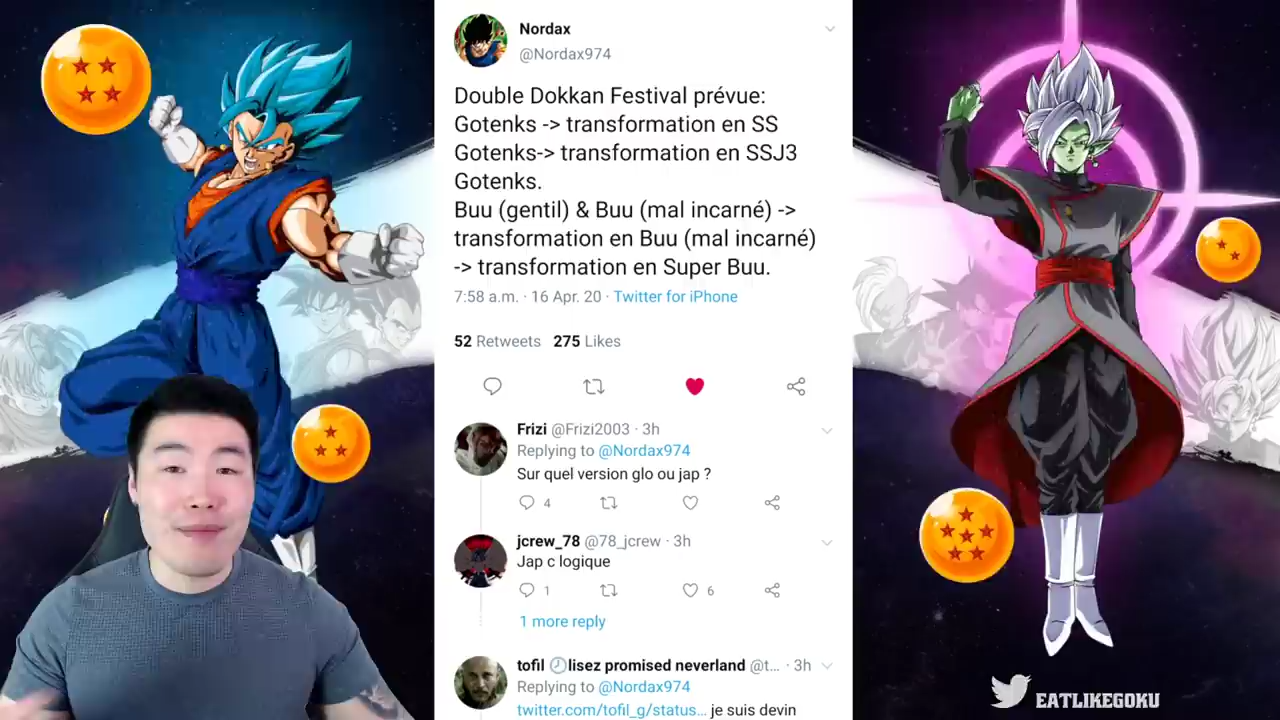 Nordax
@Nordax974
Double Dokkan Festival prévue:
Gotenks -> transformation en SS
Gotenks-> transformation en SSJ3
Gotenks.
Buu (gentil) & Buu (mal incarné) ->
transformation en Buu (mal incarné)
-> transformation en Super Buu.
7:58 a.m. · 16 Apr. 20 · Twitter for iPhone
52 Retweets 275 Likes
Frizi @Frizi2003 · 3h
Replying to @Nordax974
Sur quel version glo ou jap ?
4
jcrew_78 @78_jcrew · 3h
Jap c logique
1 6
1 more reply
tofil 🕗lisez promised neverland @t... · 3h
Replying to @Nordax974
twitter.com/tofil_g/status... je suis devin
EATLIKEGOKU